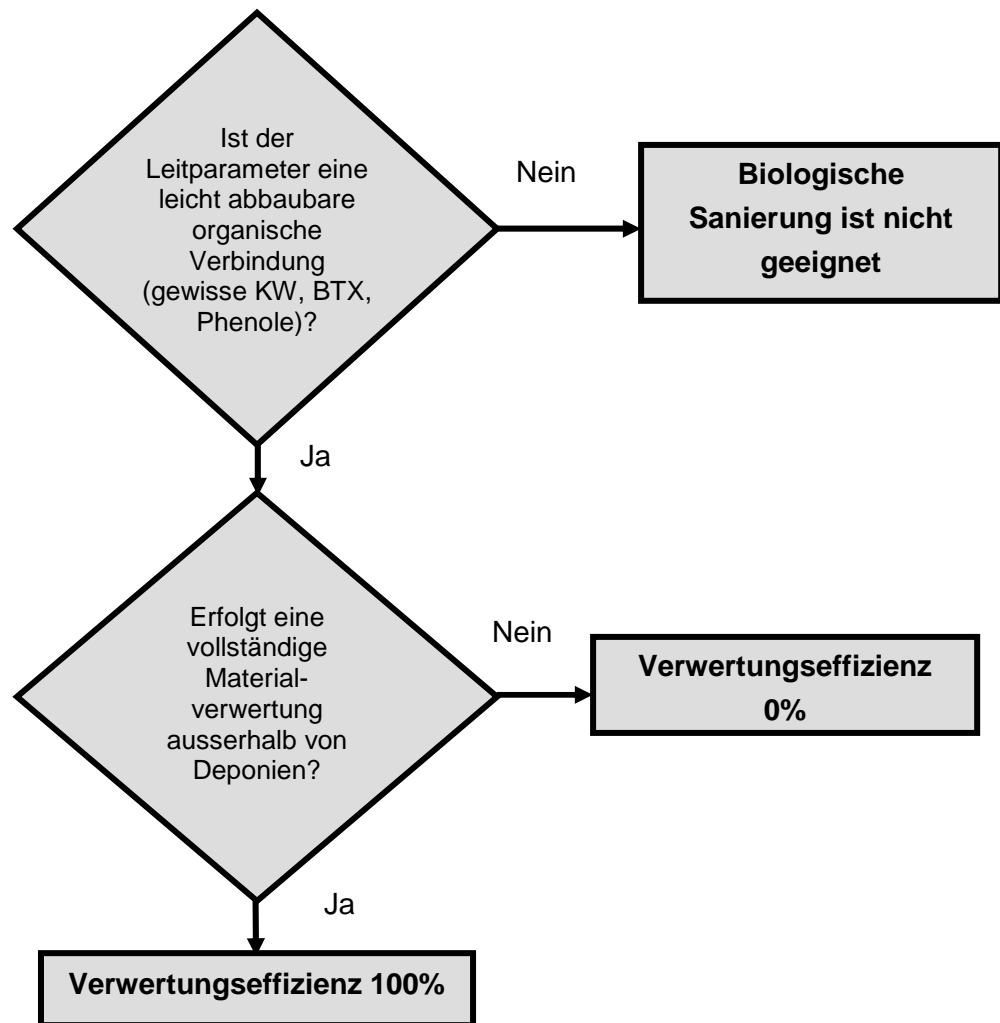 Ist der
Leitparameter eine
leicht abbaubare
organische
Verbindung
(gewisse KW, BTX,
Phenole)?
Nein
Biologische
Sanierung ist nicht
geeignet
Ja
Erfolgt eine
vollständige
Material-
verwertung
ausserhalb von
Deponien?
Nein
Verwertungseffizienz
0%
Ja
Verwertungseffizienz 100%